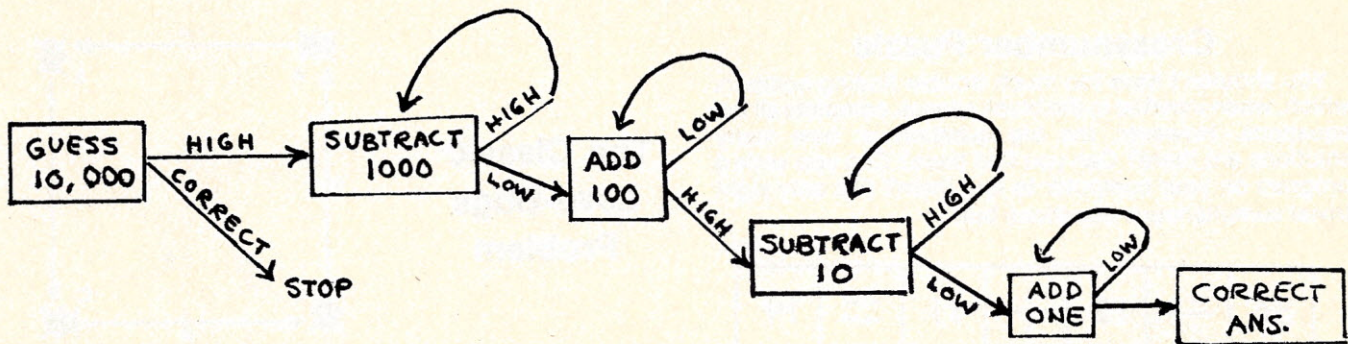 GUESS
10,000
HIGH
CORRECT
STOP
SUBTRACT
1000
HIGH
LOW
ADD
100
LOW
HIGH
SUBTRACT
10
HIGH
LOW
ADD
ONE
LOW
CORRECT
ANS.